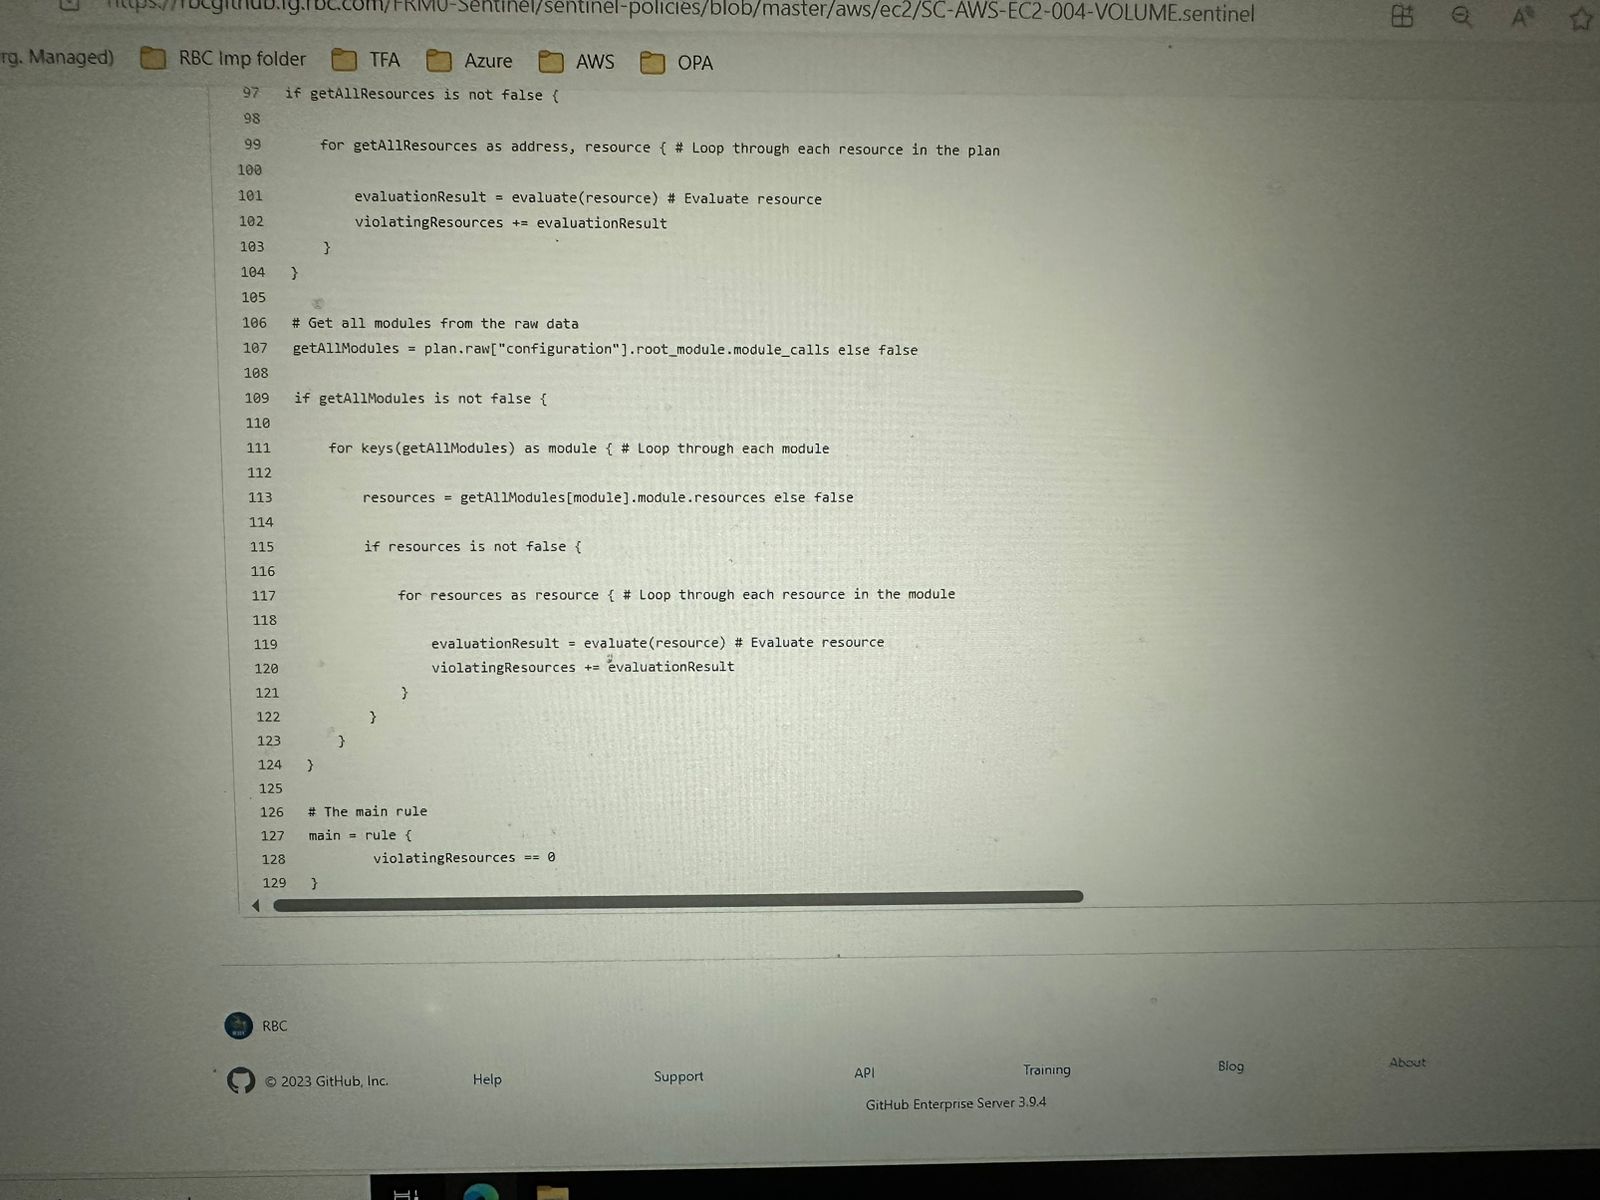 https://rbcgithub.fg.rbc.com/FRM0-Sentinel/sentinel-policies/blob/master/aws/ec2/SC-AWS-EC2-004-VOLUME.sentinel
rg. Managed) RBC Imp folder TFA Azure AWS OPA
97 if getAllResources is not false {
98
99 for getAllResources as address, resource { # Loop through each resource in the plan
100
101 evaluationResult = evaluate(resource) # Evaluate resource
102 violatingResources += evaluationResult
103 }
104 }
105
106 # Get all modules from the raw data
107 getAllModules = plan.raw["configuration"].root_module.module_calls else false
108
109 if getAllModules is not false {
110
111 for keys(getAllModules) as module { # Loop through each module
112
113 resources = getAllModules[module].module.resources else false
114
115 if resources is not false {
116
117 for resources as resource { # Loop through each resource in the module
118
119 evaluationResult = evaluate(resource) # Evaluate resource
120 violatingResources += evaluationResult
121 }
122 }
123 }
124 }
125
126 # The main rule
127 main = rule {
128 violatingResources == 0
129 }
RBC
© 2023 GitHub, Inc. Help Support API Training Blog About
GitHub Enterprise Server 3.9.4